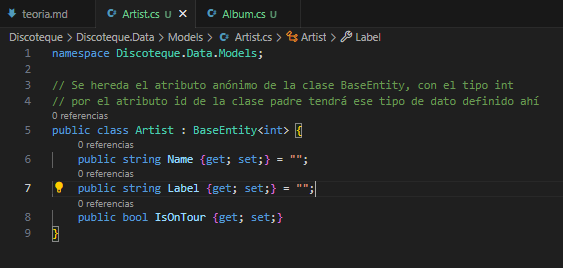 teoria.md U
Artist.cs U
Album.cs U
Discoteque > Discoteque.Data > Models > Artist.cs > Artist > Label
1 namespace Discoteque.Data.Models;
2
3 // Se hereda el atributo anónimo de la clase BaseEntity, con el tipo int
4 // por el atributo id de la clase padre tendrá ese tipo de dato definido ahí
0 referencias
5 public class Artist : BaseEntity<int> {
0 referencias
6 public string Name {get; set;} = "";
0 referencias
7 public string Label {get; set;} = "";
0 referencias
8 public bool IsOnTour {get; set;}
9 }